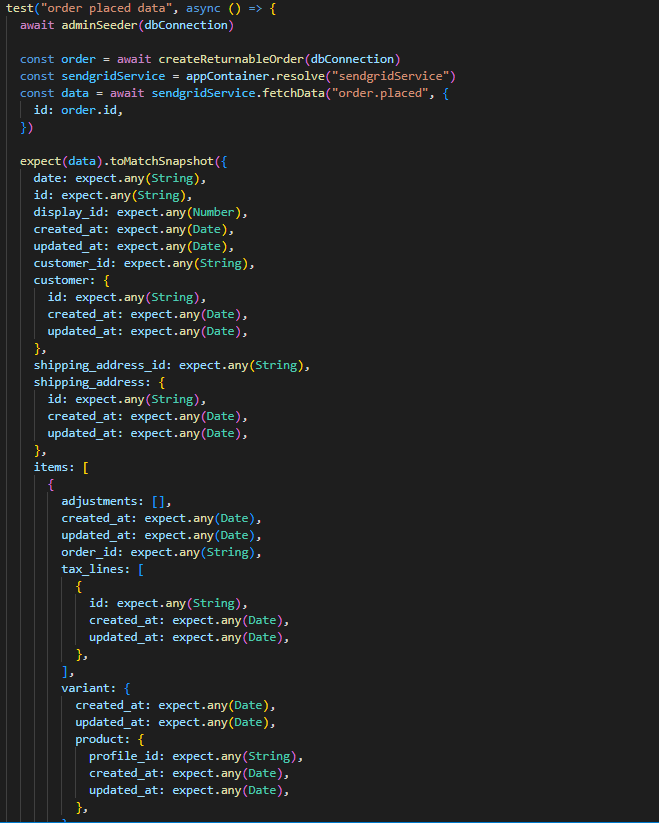 test("order placed data", async () => {
await adminSeeder(dbConnection)
const order = await createReturnableOrder(dbConnection)
const sendgridService = appContainer.resolve("sendgridService")
const data = await sendgridService.fetchData("order.placed", {
id: order.id,
})
expect(data).toMatchSnapshot({
date: expect.any(String),
id: expect.any(String),
display_id: expect.any(Number),
created_at: expect.any(Date),
updated_at: expect.any(Date),
customer_id: expect.any(String),
customer: {
id: expect.any(String),
created_at: expect.any(Date),
updated_at: expect.any(Date),
},
shipping_address_id: expect.any(String),
shipping_address: {
id: expect.any(String),
created_at: expect.any(Date),
updated_at: expect.any(Date),
},
items: [
{
adjustments: [],
created_at: expect.any(Date),
updated_at: expect.any(Date),
order_id: expect.any(String),
tax_lines: [
{
id: expect.any(String),
created_at: expect.any(Date),
updated_at: expect.any(Date),
},
],
variant: {
created_at: expect.any(Date),
updated_at: expect.any(Date),
product: {
profile_id: expect.any(String),
created_at: expect.any(Date),
updated_at: expect.any(Date),
},